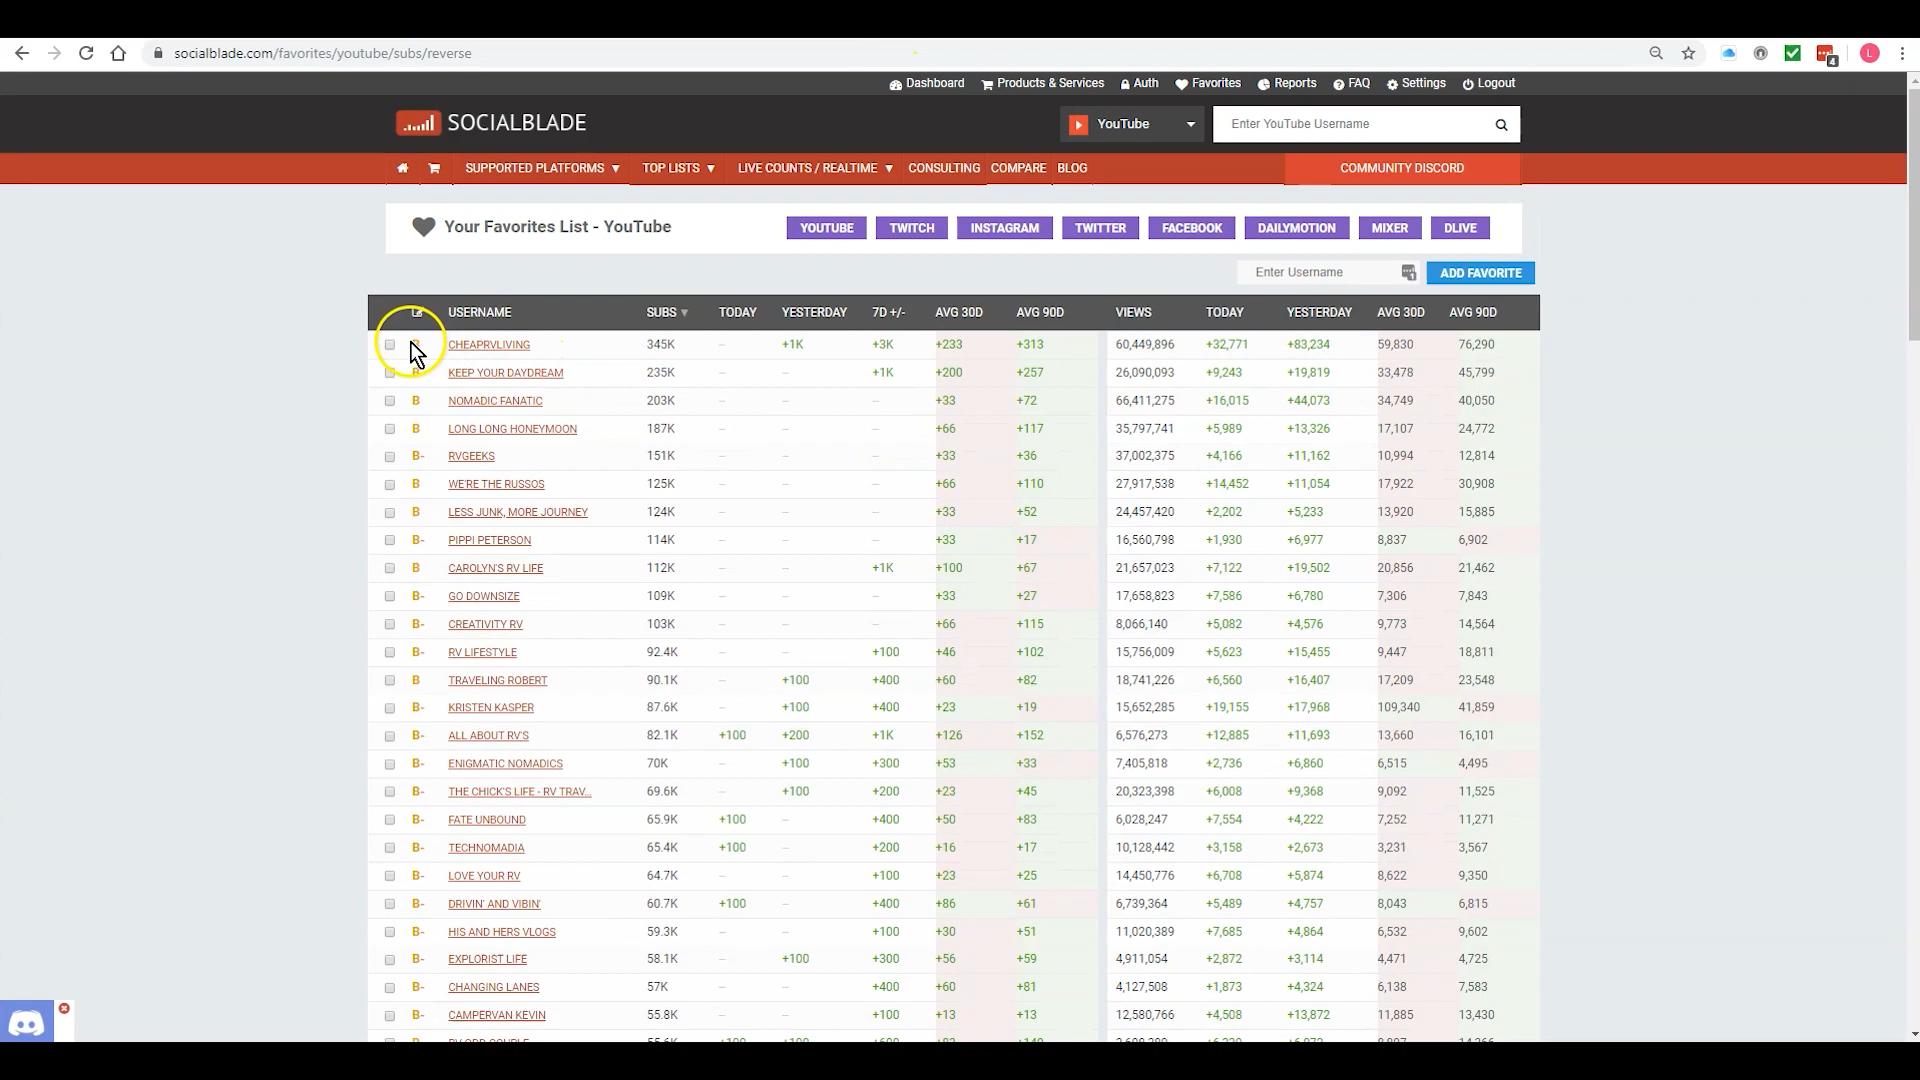 socialblade.com/favorites/youtube/subs/reverse
4
L
Dashboard Products & Services Auth Favorites Reports FAQ Settings Logout
SOCIALBLADE YouTube Enter YouTube Username
SUPPORTED PLATFORMS TOP LISTS LIVE COUNTS / REALTIME CONSULTING COMPARE BLOG COMMUNITY DISCORD
Your Favorites List - YouTube YOUTUBE TWITCH INSTAGRAM TWITTER FACEBOOK DAILYMOTION MIXER DLIVE
Enter Username 1 ADD FAVORITE
USERNAME SUBS TODAY YESTERDAY 7D +/- AVG 30D AVG 90D VIEWS TODAY YESTERDAY AVG 30D AVG 90D
CHEAPRVLIVING 345K -- +1K +3K +233 +313 60,449,896 +32,771 +83,234 59,830 76,290
KEEP YOUR DAYDREAM 235K -- -- +1K +200 +257 26,090,093 +9,243 +19,819 33,478 45,799
B NOMADIC FANATIC 203K -- -- -- +33 +72 66,411,275 +16,015 +44,073 34,749 40,050
B LONG LONG HONEYMOON 187K -- -- -- +66 +117 35,797,741 +5,989 +13,326 17,107 24,772
B- RVGEEKS 151K -- -- -- +33 +36 37,002,375 +4,166 +11,162 10,994 12,814
B WE'RE THE RUSSOS 125K -- -- -- +66 +110 27,917,538 +14,452 +11,054 17,922 30,908
B LESS JUNK, MORE JOURNEY 124K -- -- -- +33 +52 24,457,420 +2,202 +5,233 13,920 15,885
B- PIPPI PETERSON 114K -- -- -- +33 +17 16,560,798 +1,930 +6,977 8,837 6,902
B CAROLYN'S RV LIFE 112K -- -- +1K +100 +67 21,657,023 +7,122 +19,502 20,856 21,462
B- GO DOWNSIZE 109K -- -- -- +33 +27 17,658,823 +7,586 +6,780 7,306 7,843
B- CREATIVITY RV 103K -- -- -- +66 +115 8,066,140 +5,082 +4,576 9,773 14,564
B- RV LIFESTYLE 92.4K -- -- +100 +46 +102 15,756,009 +5,623 +15,455 9,447 18,811
B TRAVELING ROBERT 90.1K -- +100 +400 +60 +82 18,741,226 +6,560 +16,407 17,209 23,548
B- KRISTEN KASPER 87.6K -- +100 +400 +23 +19 15,652,285 +19,155 +17,968 109,340 41,859
B- ALL ABOUT RV'S 82.1K +100 +200 +1K +126 +152 6,576,273 +12,885 +11,693 13,660 16,101
B- ENIGMATIC NOMADICS 70K -- +100 +300 +53 +33 7,405,818 +2,736 +6,860 6,515 4,495
B- THE CHICK'S LIFE - RV TRAV... 69.6K -- +100 +200 +23 +45 20,323,398 +6,008 +9,368 9,092 11,525
B- FATE UNBOUND 65.9K +100 -- +400 +50 +83 6,028,247 +7,554 +4,222 7,252 11,271
B- TECHNOMADIA 65.4K +100 -- +200 +16 +17 10,128,442 +3,158 +2,673 3,231 3,567
B- LOVE YOUR RV 64.7K -- -- +100 +23 +25 14,450,776 +6,708 +5,874 8,622 9,350
B- DRIVIN' AND VIBIN' 60.7K +100 -- +400 +86 +61 6,739,364 +5,489 +4,757 8,043 6,815
B- HIS AND HERS VLOGS 59.3K -- -- +100 +30 +51 11,020,389 +7,685 +4,864 6,532 9,602
B- EXPLORIST LIFE 58.1K -- +100 +300 +56 +59 4,911,054 +2,872 +3,114 4,471 4,725
B- CHANGING LANES 57K -- -- +400 +60 +81 4,127,508 +1,873 +4,324 6,138 7,583
B- CAMPERVAN KEVIN 55.8K -- -- +100 +13 +13 12,580,766 +4,508 +13,872 11,885 13,430